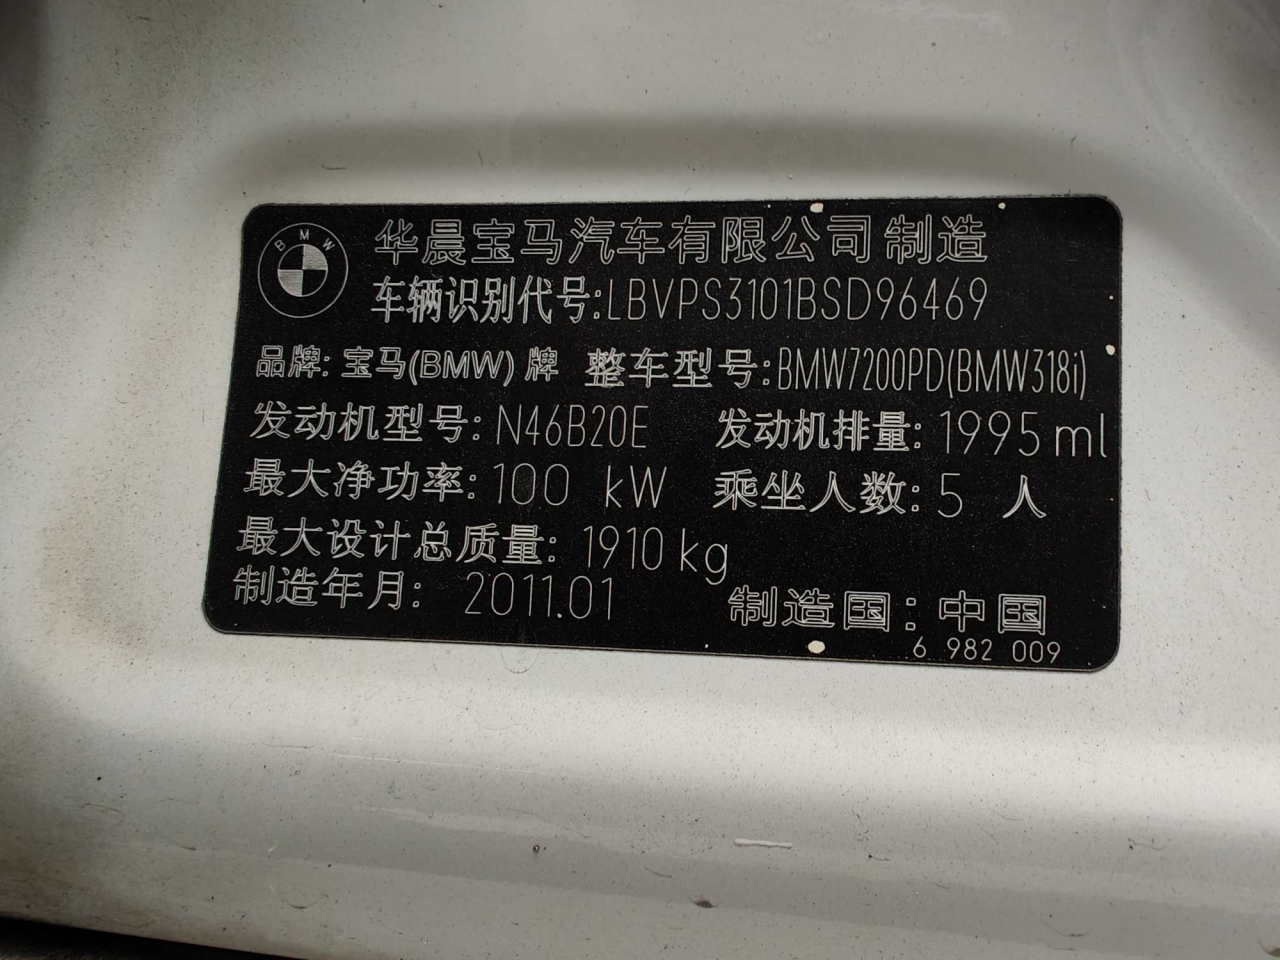 BMW
华晨宝马汽车有限公司 制造
车辆识别代号:LBVPS3101BSD96469
品牌: 宝马(BMW) 牌 整车型号:BMW7200PD(BMW318i)
发动机型号: N46B20E 发动机排量: 1995 ml
最大净功率: 100 kW 乘坐人数: 5 人
最大设计总质量: 1910 kg
制造年月: 2011.01 制造国: 中国
6 982 009